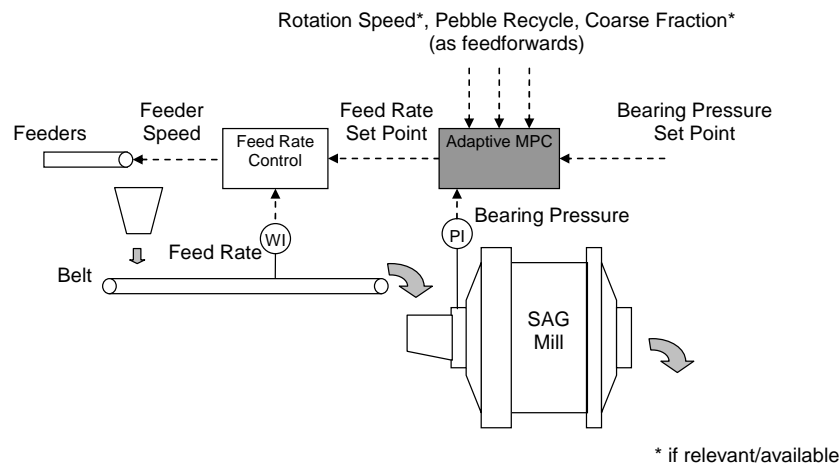 Rotation Speed*, Pebble Recycle, Coarse Fraction*
(as feedforwards)
Feeders
Feeder
Speed
Feed Rate
Control
Feed Rate
Set Point
Adaptive MPC
Bearing Pressure
Set Point
WI
Feed Rate
PI
Bearing Pressure
Belt
SAG
Mill
* if relevant/available